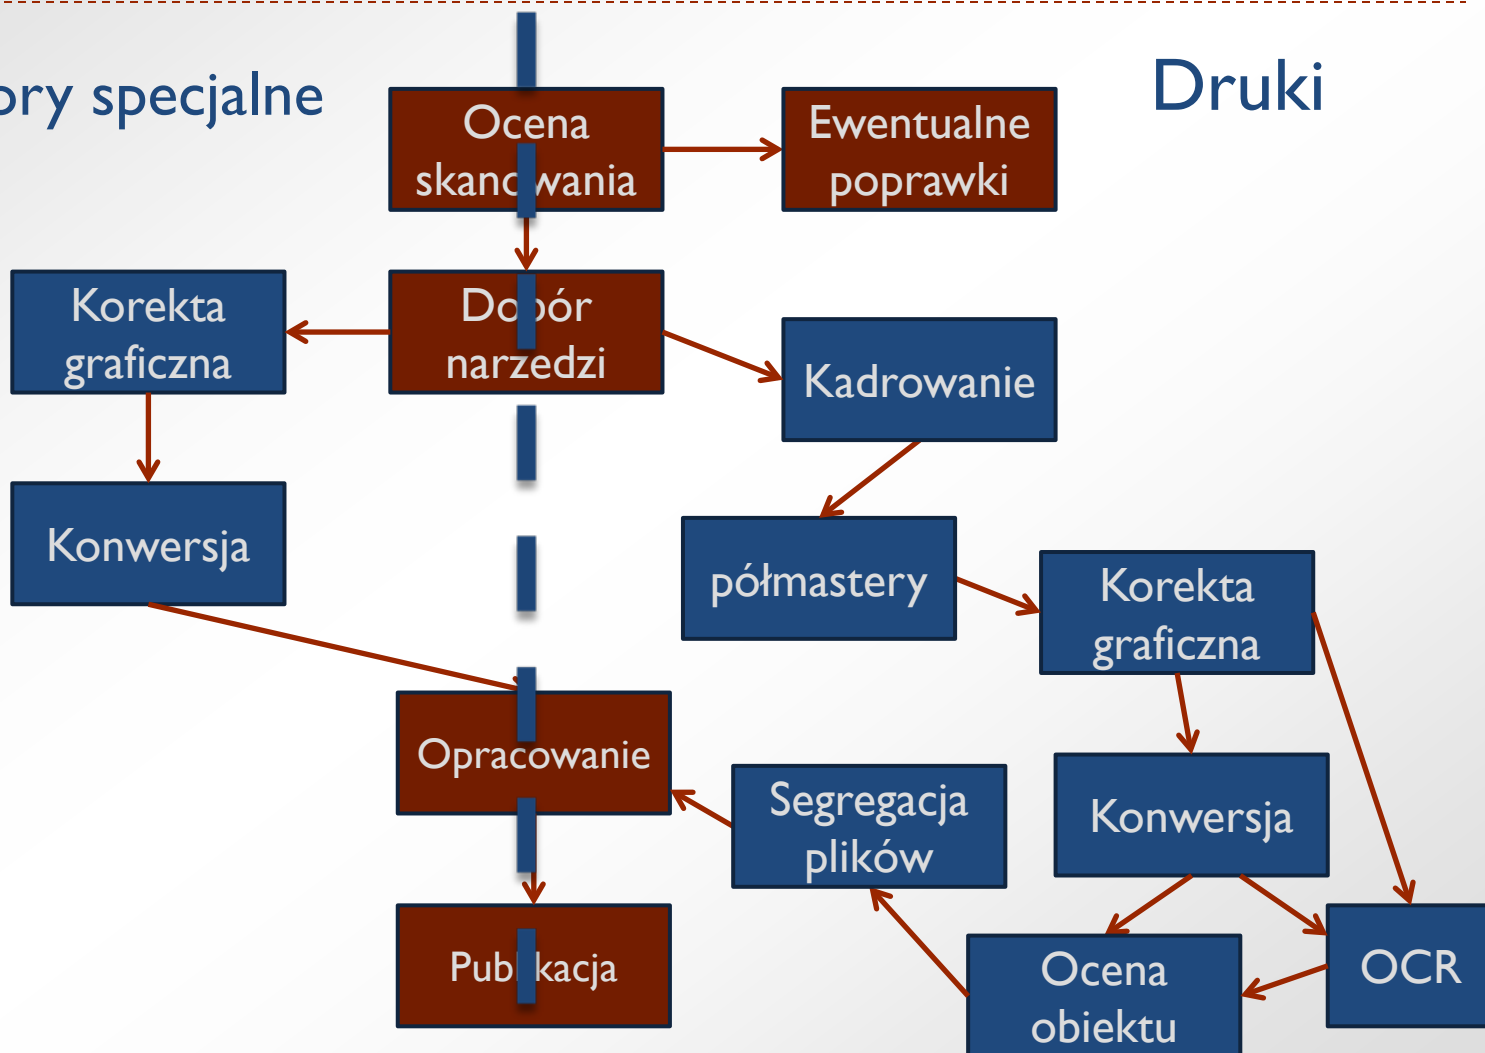 ory specjalne
Druki
Ocena
skanowania
Ewentualne
poprawki
Korekta
graficzna
Dobór
narzedzi
Kadrowanie
Konwersja
półmastery
Korekta
graficzna
Opracowanie
Segregacja
plików
Konwersja
Publikacja
Ocena
obiektu
OCR